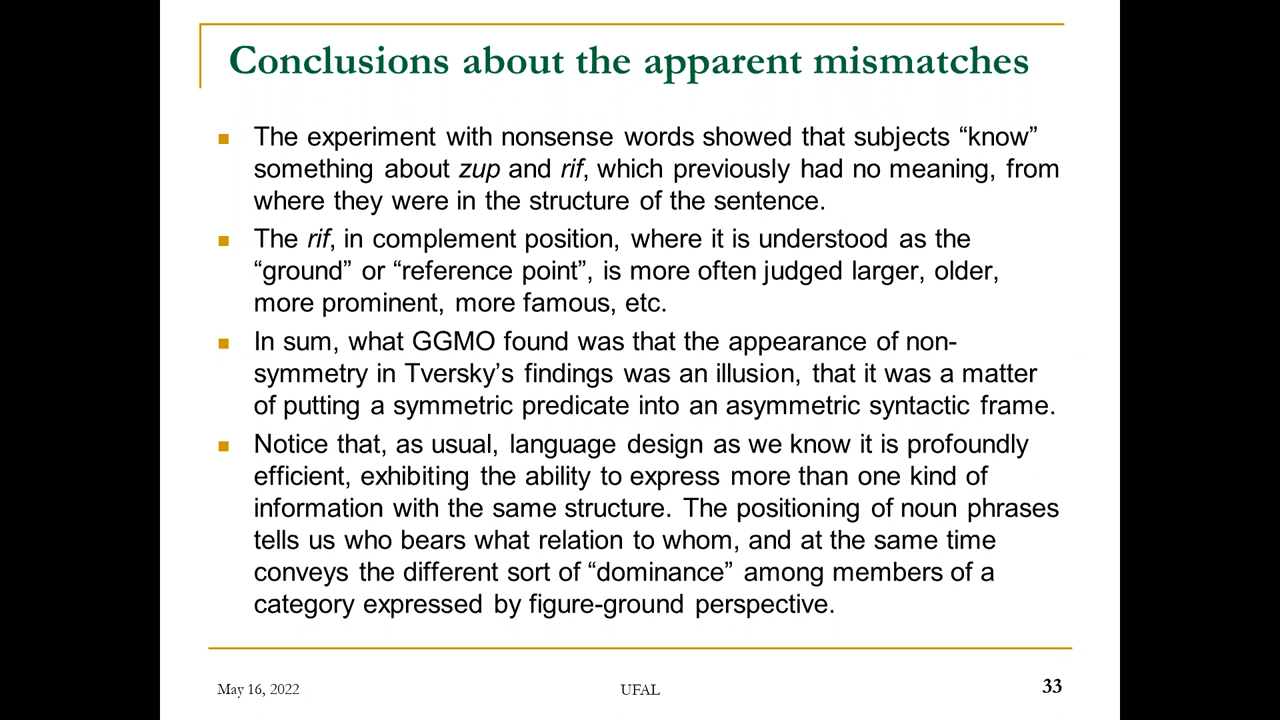 Conclusions about the apparent mismatches
The experiment with nonsense words showed that subjects “know”
something about zup and rif, which previously had no meaning, from
where they were in the structure of the sentence.
The rif, in complement position, where it is understood as the
“ground” or “reference point”, is more often judged larger, older,
more prominent, more famous, etc.
In sum, what GGMO found was that the appearance of non-
symmetry in Tversky’s findings was an illusion, that it was a matter
of putting a symmetric predicate into an asymmetric syntactic frame.
Notice that, as usual, language design as we know it is profoundly
efficient, exhibiting the ability to express more than one kind of
information with the same structure. The positioning of noun phrases
tells us who bears what relation to whom, and at the same time
conveys the different sort of “dominance” among members of a
category expressed by figure-ground perspective.
May 16, 2022
UFAL
33